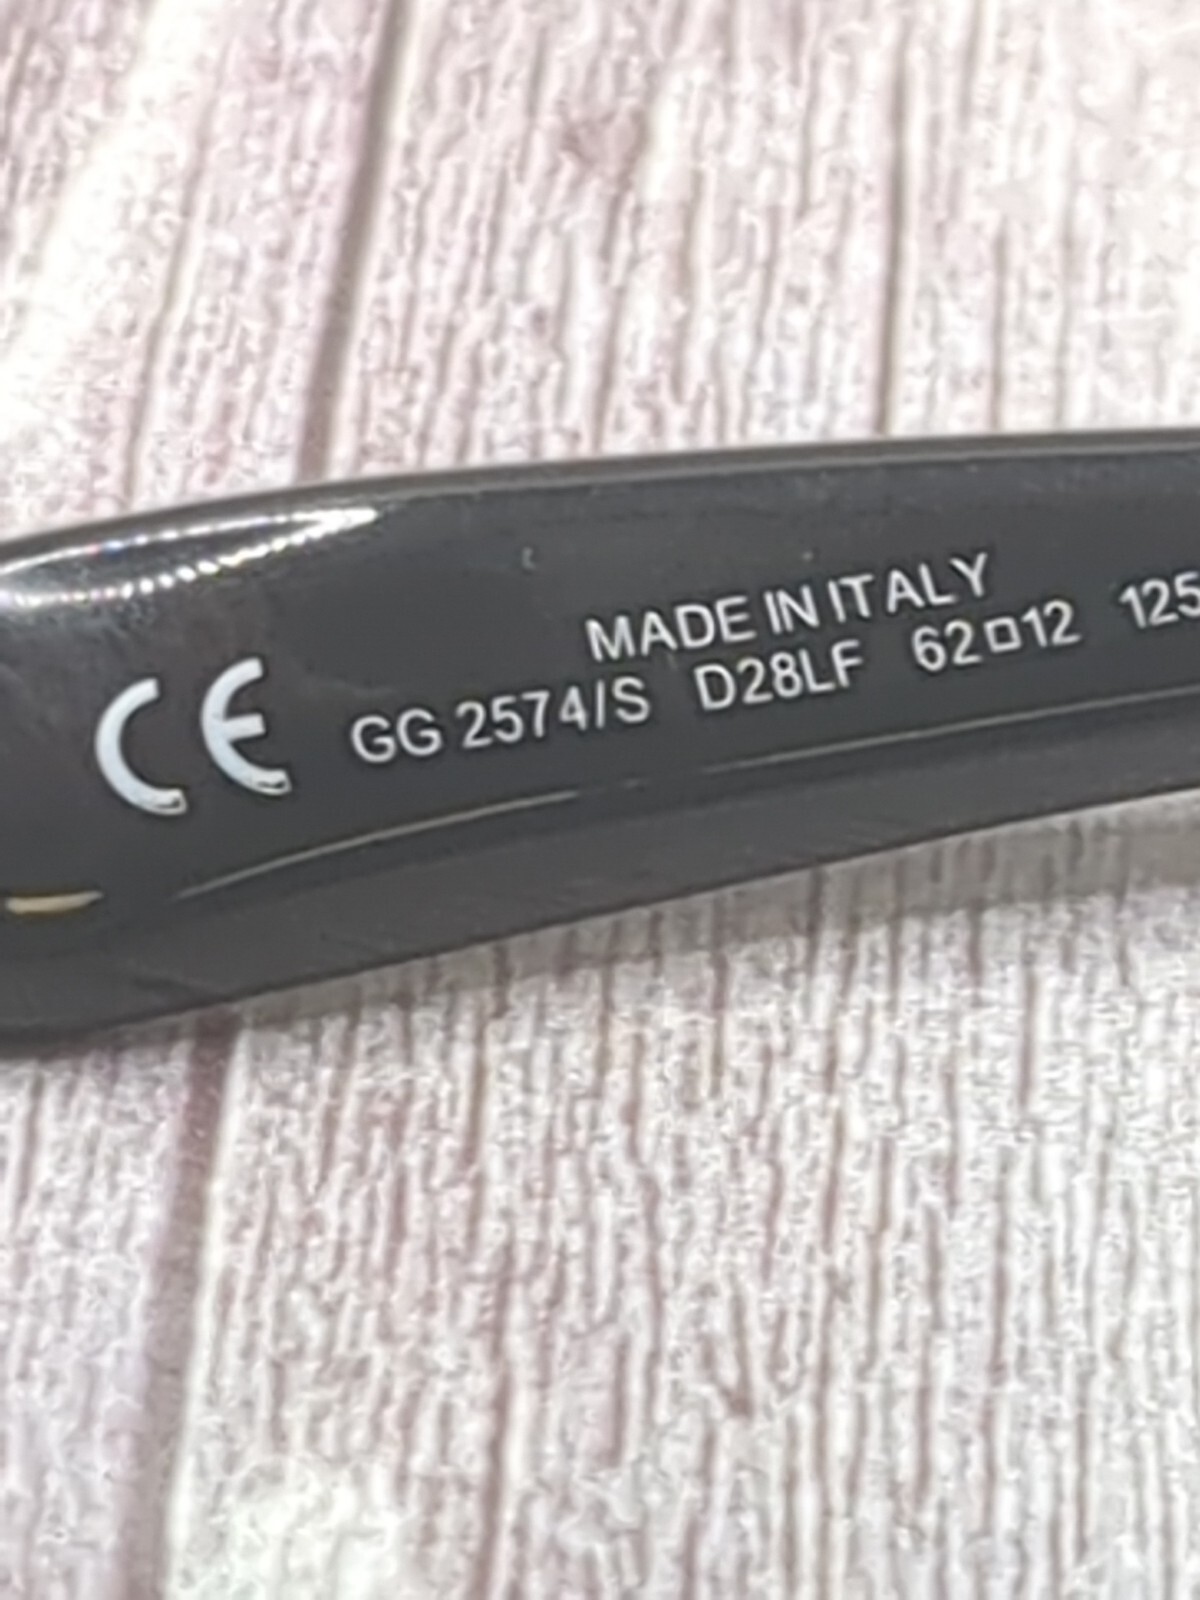 MADE IN ITALY
CE GG 2574/S D28LF 62□12 125